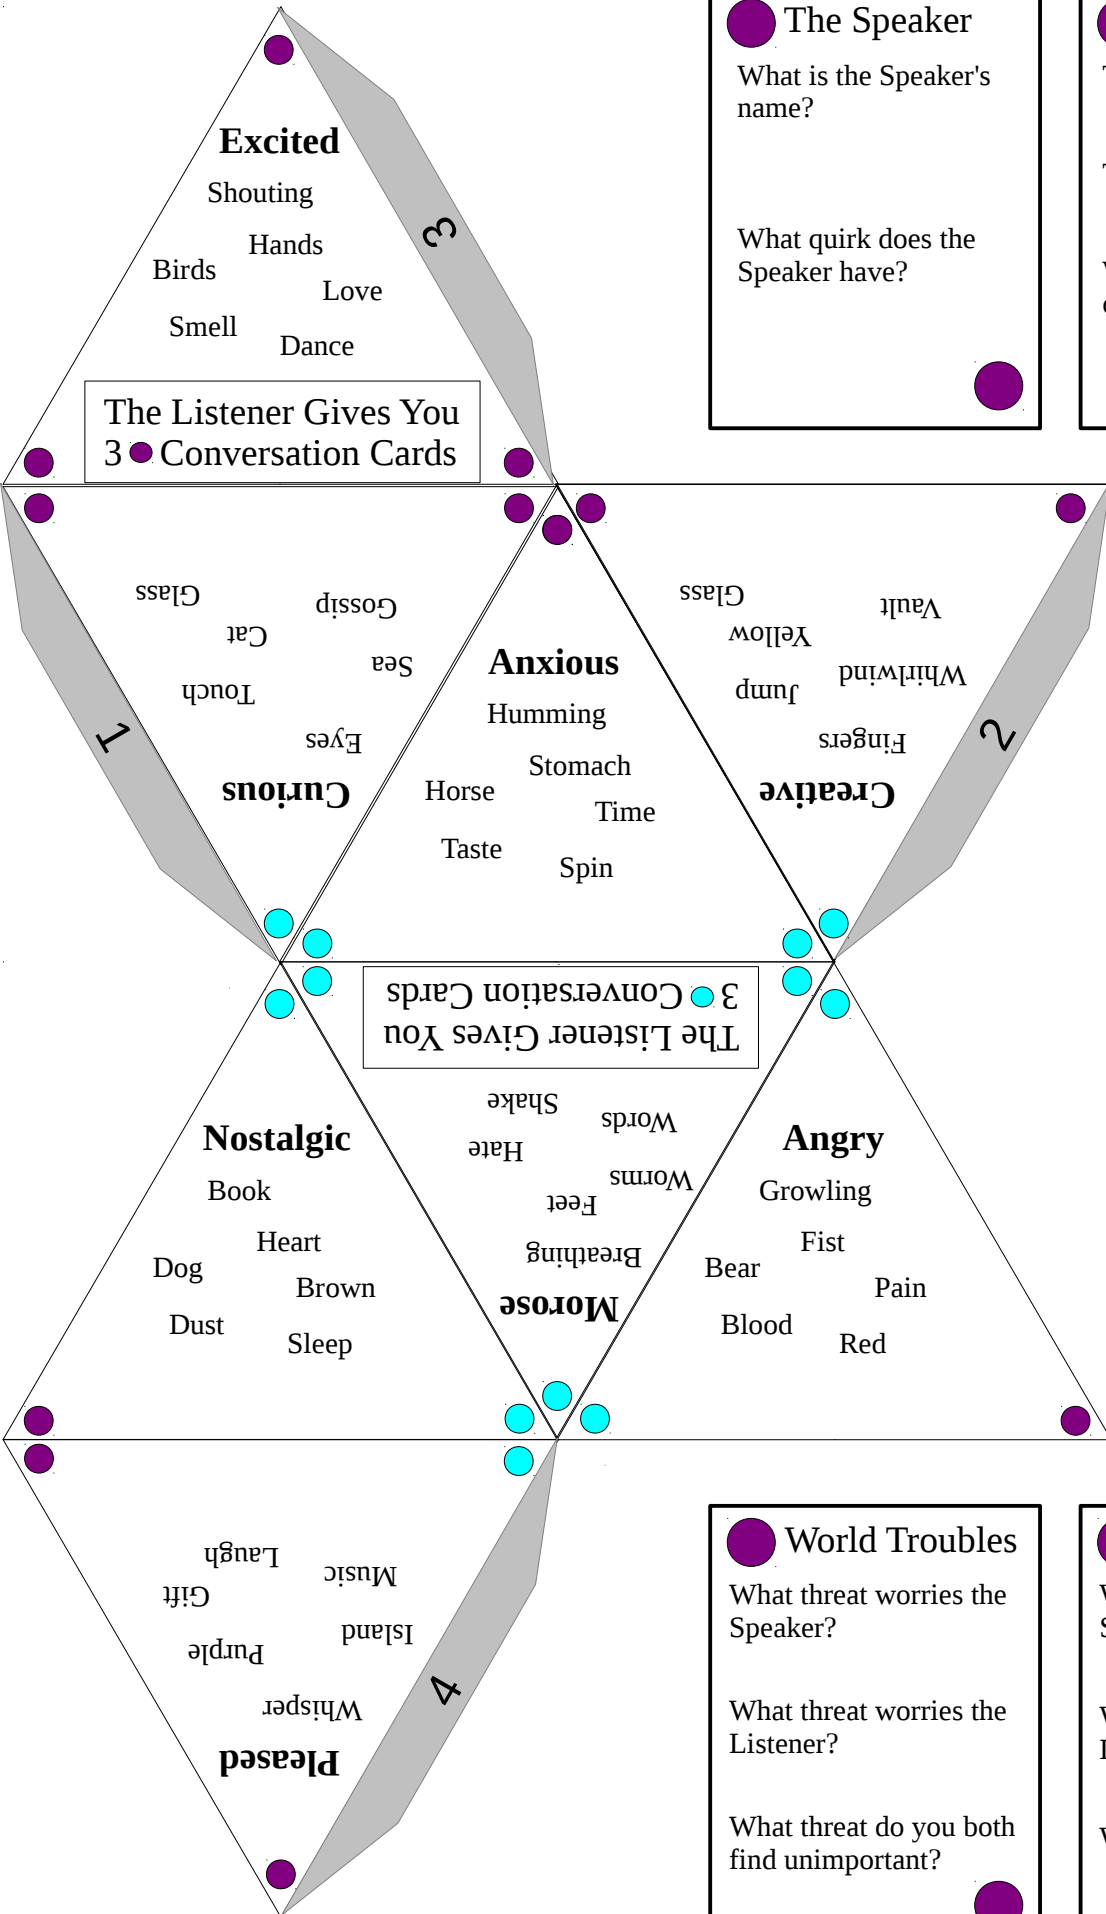 The Speaker
What is the Speaker's
name?
What quirk does the
Speaker have?
Excited
Shouting
Hands
Birds
Love
Smell
Dance
3
The Listener Gives You
3 Conversation Cards
Curious
Eyes
Touch
Sea
Cat
Gossip
Glass
1
Anxious
Humming
Stomach
Horse
Time
Taste
Spin
Creative
Fingers
Jump
Whirlwind
Yellow
Vault
Glass
2
Nostalgic
Book
Heart
Dog
Brown
Dust
Sleep
Morose
Breathing
Feet
Worms
Hate
Words
Shake
The Listener Gives You
3 Conversation Cards
Angry
Growling
Fist
Bear
Pain
Blood
Red
Pleased
Whisper
Purple
Island
Gift
Music
Laugh
4
World Troubles
What threat worries the
Speaker?
What threat worries the
Listener?
What threat do you both
find unimportant?